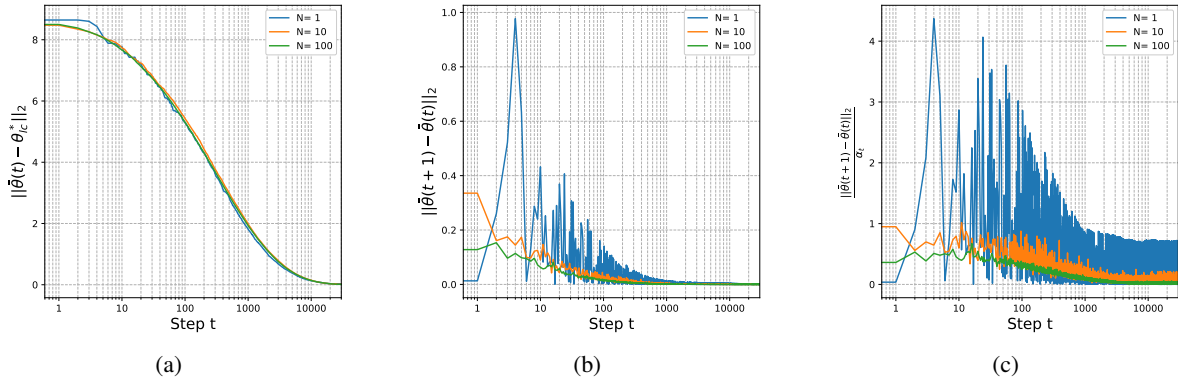 8
6
4
2
0
1
10
100
1000
10000
Step t
||θ̄(t) − θ*lc||2
N= 1
N= 10
N= 100
(a)
1.0
0.8
0.6
0.4
0.2
0.0
1
10
100
1000
10000
Step t
||θ̄(t + 1) − θ̄(t)||2
N= 1
N= 10
N= 100
(b)
4
3
2
1
0
1
10
100
1000
10000
Step t
||θ̄(t + 1) − θ̄(t)||2
αt
N= 1
N= 10
N= 100
(c)